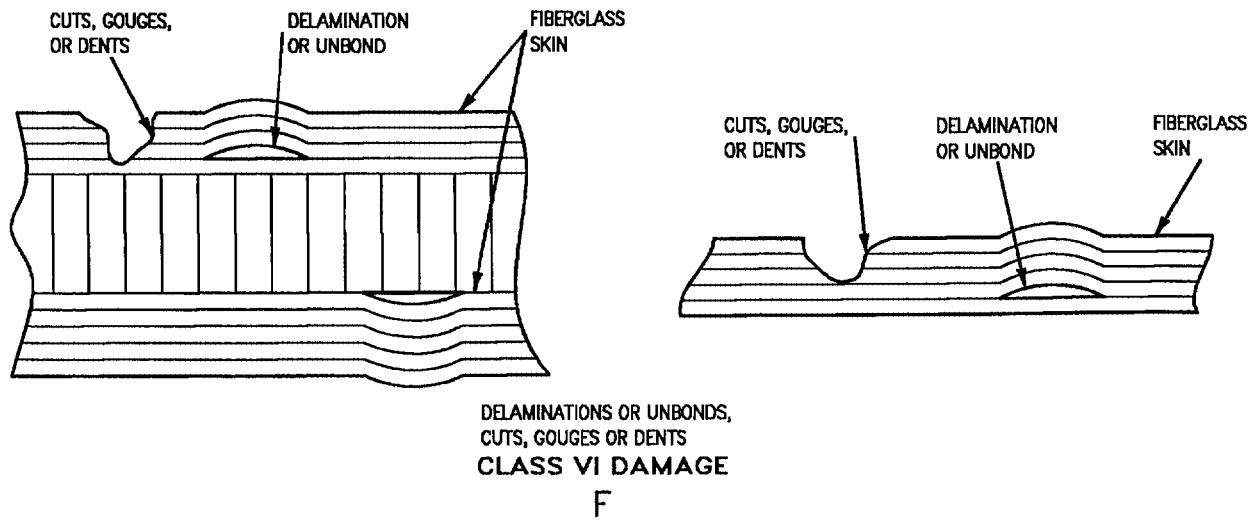 CUTS, GOUGES,
OR DENTS
DELAMINATION
OR UNBOND
FIBERGLASS
SKIN
CUTS, GOUGES,
OR DENTS
DELAMINATION
OR UNBOND
FIBERGLASS
SKIN
DELAMINATIONS OR UNBONDS,
CUTS, GOUGES OR DENTS
CLASS VI DAMAGE
F